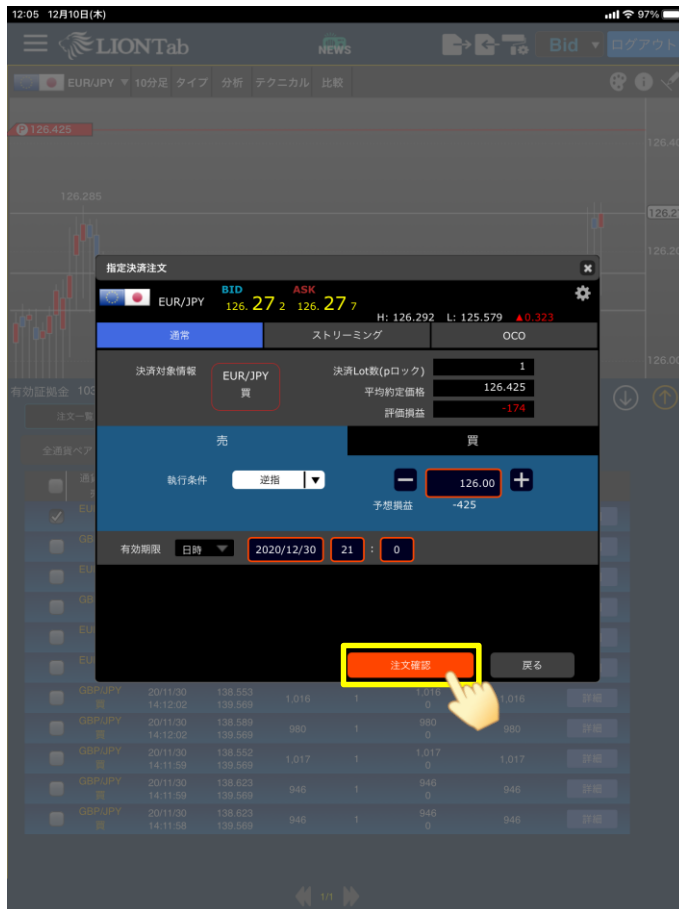 12:05 12月10日(木)
97%
LIONTab
NEWS
Bid
ログアウト
EUR/JPY 10分足 タイプ 分析 テクニカル 比較
P 126.425
126.285
126.20
126.00
指定決済注文
EUR/JPY
BID 126.27 2
ASK 126.27 7
H: 126.292 L: 125.579 ▲0.323
通常 ストリーミング OCO
決済対象情報
EUR/JPY
買
決済Lot数(pロック) 1
平均約定価格 126.425
評価損益 -174
売 買
執行条件 逆指 126.00
予想損益 -425
有効期限 日時 2020/12/30 21 : 0
注文確認 戻る
有効証拠金
注文一覧
全通貨ペア
GBP/JPY 20/11/30 138.553 1,016 1 1,016 1,016 詳細
買 14:12:02 139.569 0
GBP/JPY 20/11/30 138.589 980 1 980 980 詳細
買 14:12:02 139.569 0
GBP/JPY 20/11/30 138.552 1,017 1 1,017 1,017 詳細
買 14:11:59 139.569 0
GBP/JPY 20/11/30 138.623 946 1 946 946 詳細
買 14:11:59 139.569 0
GBP/JPY 20/11/30 138.623 946 1 946 946 詳細
買 14:11:58 139.569 0
1/1